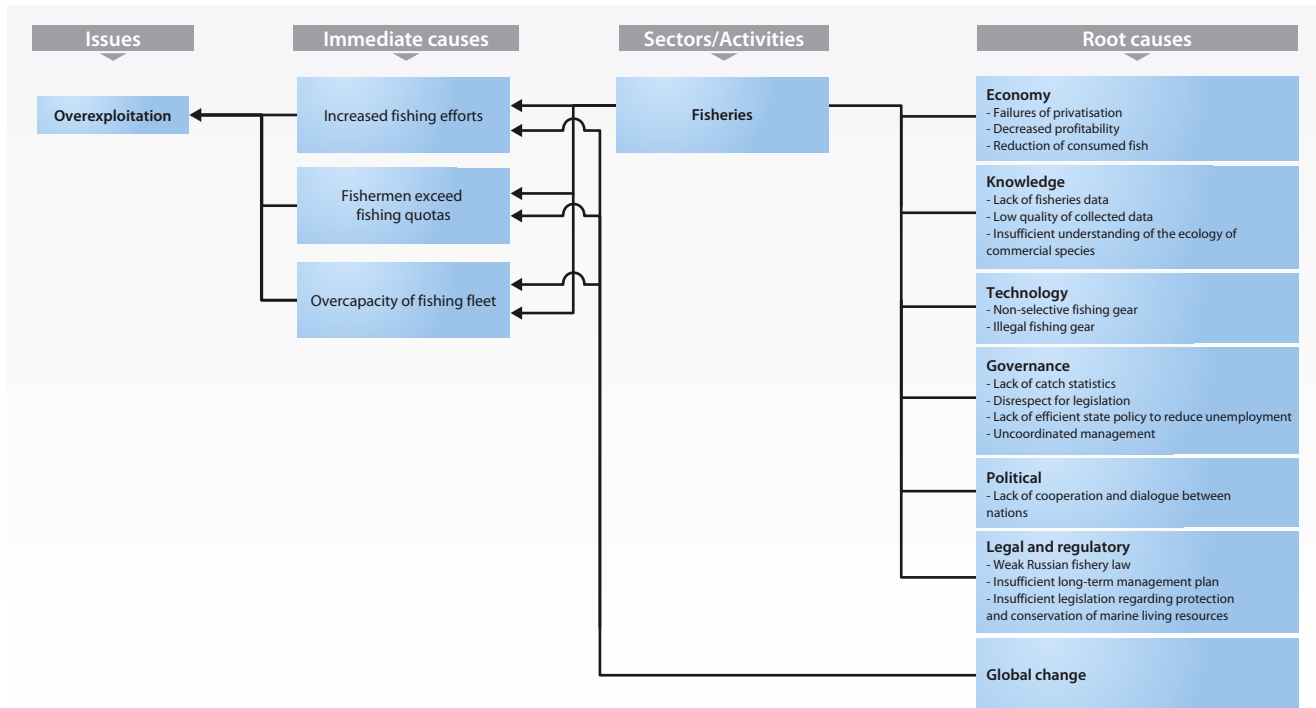 Issues
Immediate causes
Sectors/Activities
Root causes
Overexploitation
Increased fishing efforts
Fishermen exceed
fishing quotas
Overcapacity of fishing fleet
Fisheries
Economy
- Failures of privatisation
- Decreased profitability
- Reduction of consumed fish
Knowledge
- Lack of fisheries data
- Low quality of collected data
- Insufficient understanding of the ecology of
commercial species
Technology
- Non-selective fishing gear
- Illegal fishing gear
Governance
- Lack of catch statistics
- Disrespect for legislation
- Lack of efficient state policy to reduce unemployment
- Uncoordinated management
Political
- Lack of cooperation and dialogue between
nations
Legal and regulatory
- Weak Russian fishery law
- Insufficient long-term management plan
- Insufficient legislation regarding protection
and conservation of marine living resources
Global change